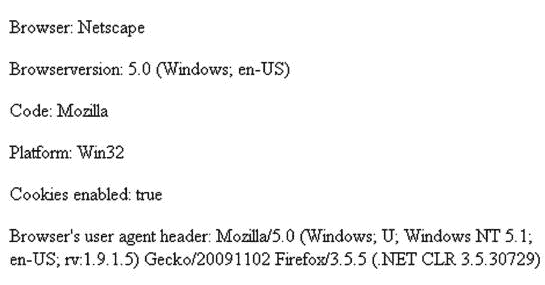 Browser: Netscape
Browserversion: 5.0 (Windows; en-US)
Code: Mozilla
Platform: Win32
Cookies enabled: true
Browser's user agent header: Mozilla/5.0 (Windows; U; Windows NT 5.1;
en-US; rv:1.9.1.5) Gecko/20091102 Firefox/3.5.5 (.NET CLR 3.5.30729)